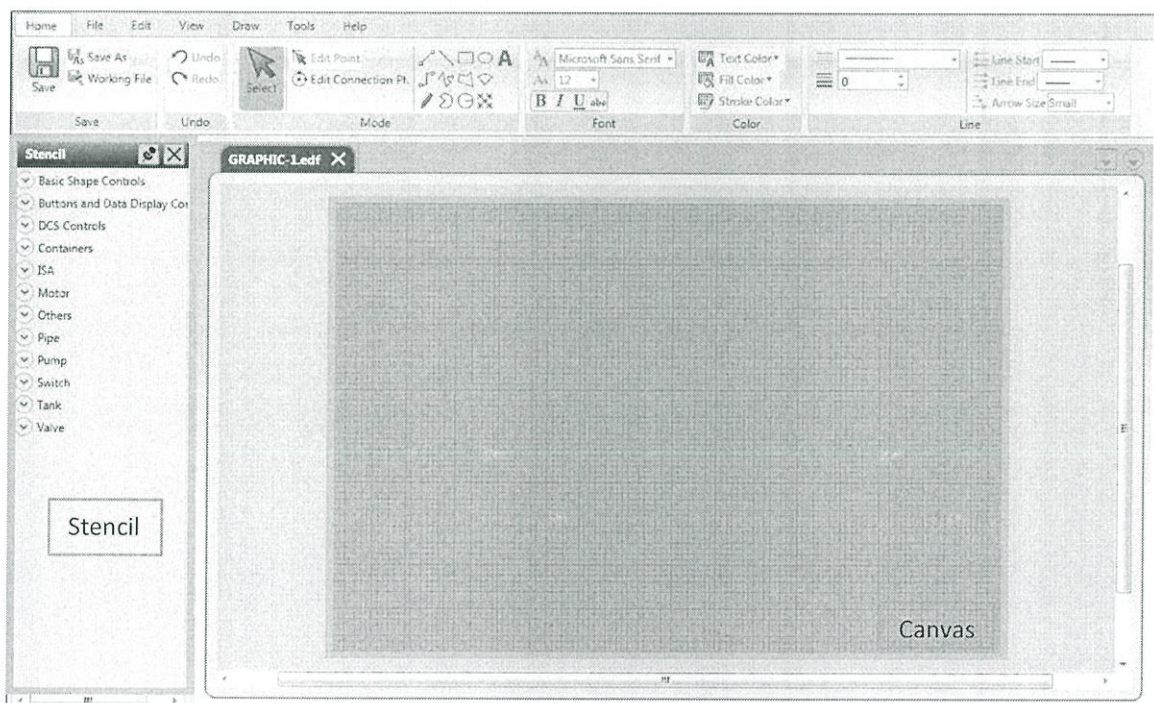 Home File Edit View Draw Tools Help
Save As Undo Edit Point A Microsoft Sans Serif Text Color Line Start
Save Working File Redo Select Edit Connection Pt. 12 Fill Color 0 Line End
B I U abc Stroke Color Arrow Size Small
Save Undo Mode Font Color Line
Stencil
GRAPHIC-1.edf
Basic Shape Controls
Buttons and Data Display Co
DCS Controls
Containers
ISA
Motor
Others
Pipe
Pump
Switch
Tank
Valve
Stencil
Canvas